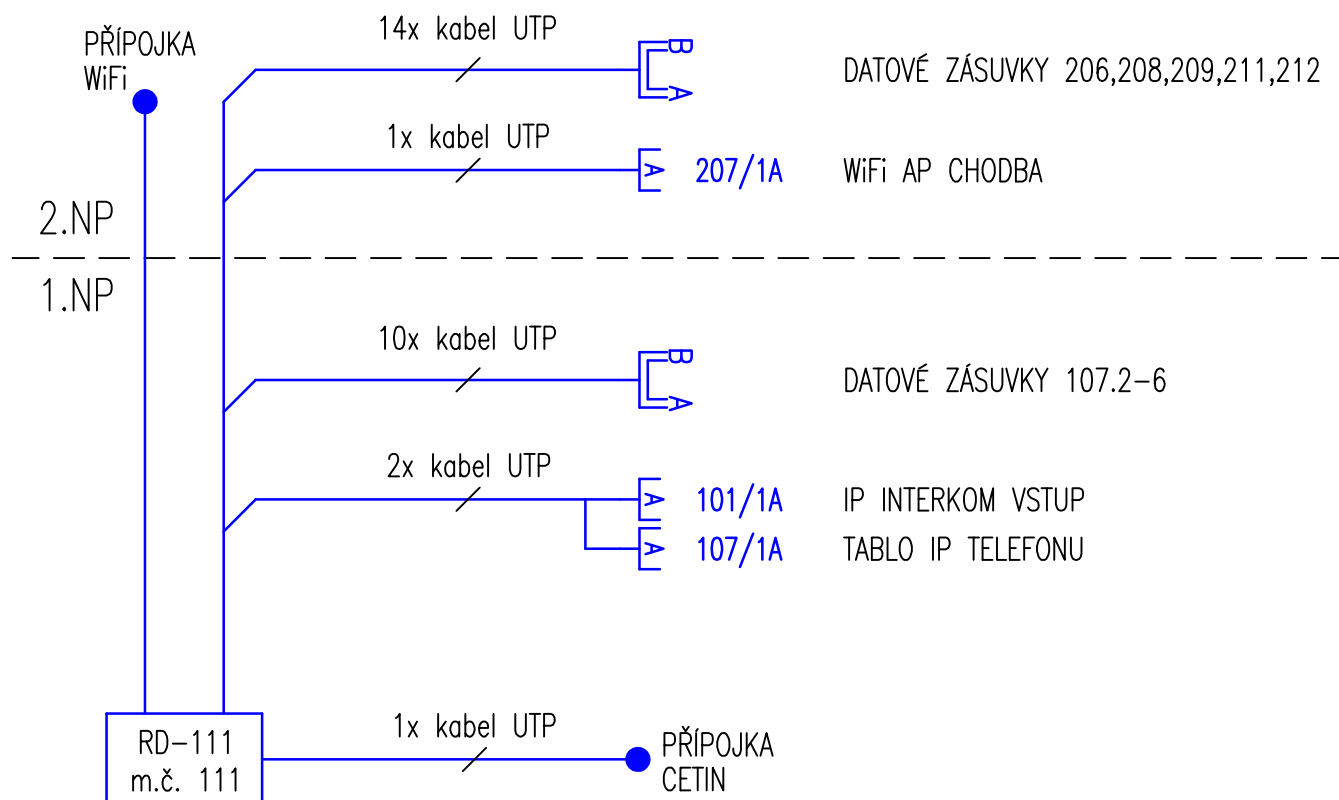 PŘÍPOJKA
WiFi
14x kabel UTP
B
A
DATOVÉ ZÁSUVKY 206,208,209,211,212
1x kabel UTP
A 207/1A WiFi AP CHODBA
2.NP
1.NP
10x kabel UTP
B
A
DATOVÉ ZÁSUVKY 107.2-6
2x kabel UTP
A 101/1A IP INTERKOM VSTUP
A 107/1A TABLO IP TELEFONU
RD-111
m.č. 111
1x kabel UTP
PŘÍPOJKA
CETIN